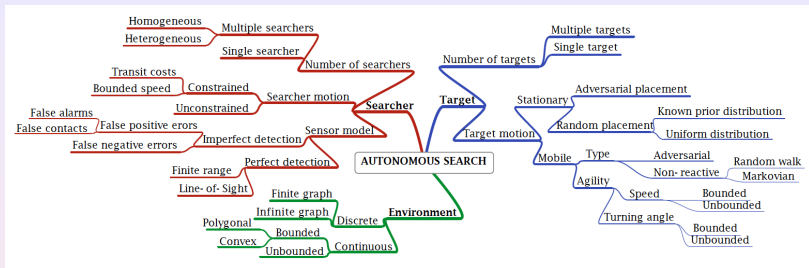 Homogeneous
Heterogeneous
Multiple searchers
Single searcher
Number of searchers
Transit costs
Bounded speed
Constrained
Unconstrained
Searcher motion
Searcher
False alarms
False contacts
False positive erors
False negative errors
Imperfect detection
Sensor model
Finite range
Line- of- Sight
Perfect detection
AUTONOMOUS SEARCH
Multiple targets
Single target
Number of targets
Target
Target motion
Stationary
Adversarial placement
Random placement
Known prior distribution
Uniform distribution
Mobile
Type
Adversarial
Non- reactive
Random walk
Markovian
Agility
Speed
Bounded
Unbounded
Turning angle
Bounded
Unbounded
Environment
Finite graph
Infinite graph
Discrete
Polygonal
Convex
Bounded
Unbounded
Continuous